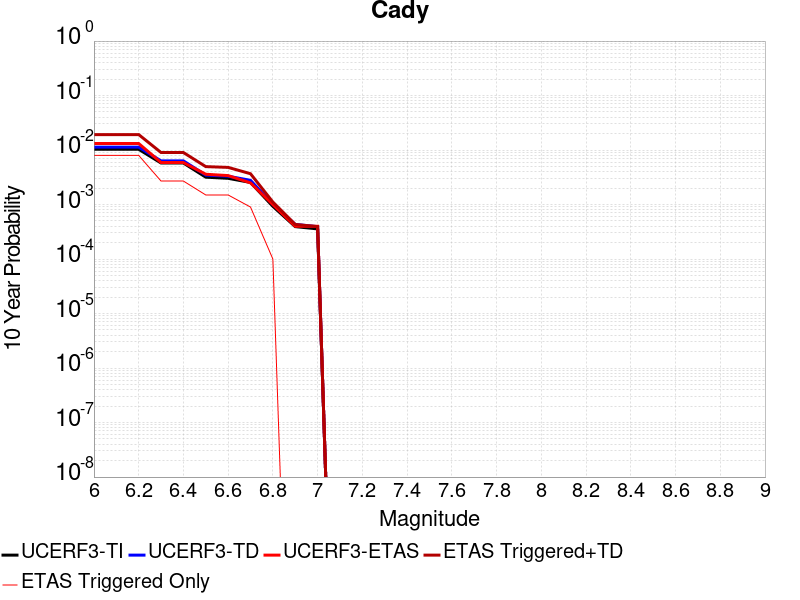 Cady
10^0
10^-1
10^-2
10^-3
10^-4
10^-5
10^-6
10^-7
10^-8
10 Year Probability
6 6.2 6.4 6.6 6.8 7 7.2 7.4 7.6 7.8 8 8.2 8.4 8.6 8.8 9
Magnitude
UCERF3-TI UCERF3-TD UCERF3-ETAS ETAS Triggered+TD
ETAS Triggered Only